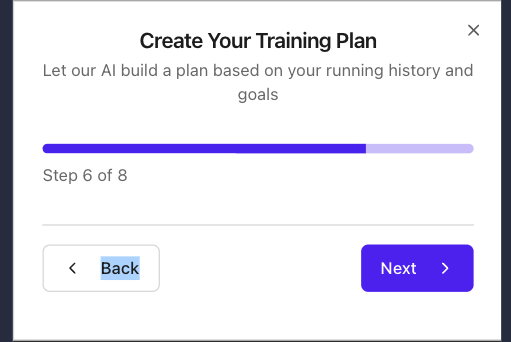 Create Your Training Plan
Let our AI build a plan based on your running history and
goals
Step 6 of 8
Back
Next